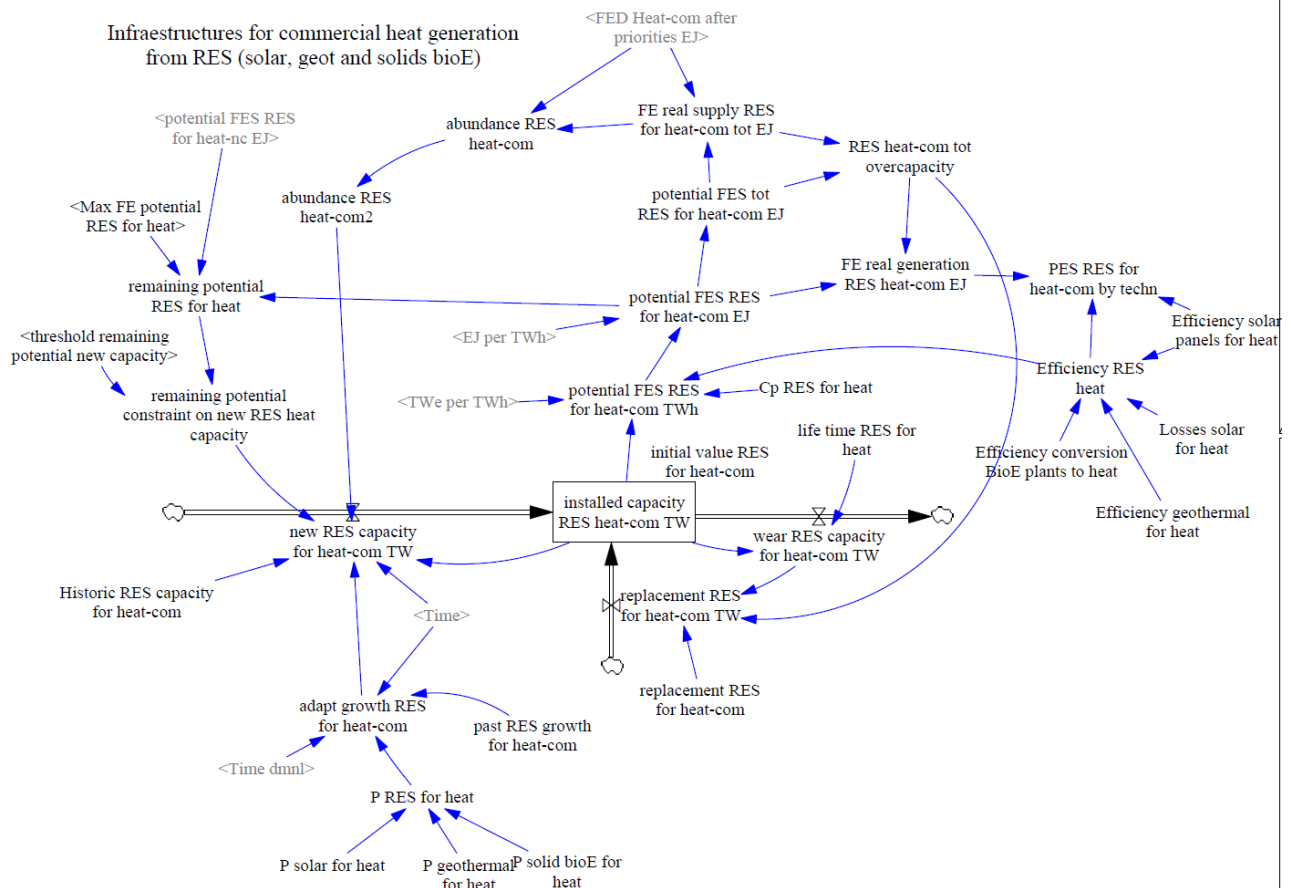 Infraestructures for commercial heat generation
from RES (solar, geot and solids bioE)
<FED Heat-com after
priorities EJ>
<potential FES RES
for heat-nc EJ>
abundance RES
heat-com
FE real supply RES
for heat-com tot EJ
RES heat-com tot
overcapacity
abundance RES
heat-com2
potential FES tot
RES for heat-com EJ
<Max FE potential
RES for heat>
remaining potential
RES for heat
potential FES RES
for heat-com EJ
FE real generation
RES heat-com EJ
PES RES for
heat-com by techn
<EJ per TWh>
Efficiency solar
panels for heat
<threshold remaining
potential new capacity>
remaining potential
constraint on new RES heat
capacity
<TWe per TWh>
potential FES RES
for heat-com TWh
Cp RES for heat
Efficiency RES
heat
initial value RES
for heat-com
life time RES for
heat
Efficiency conversion
BioE plants to heat
Losses solar
for heat
Efficiency geothermal
for heat
installed capacity
RES heat-com TW
new RES capacity
for heat-com TW
wear RES capacity
for heat-com TW
Historic RES capacity
for heat-com
<Time>
replacement RES
for heat-com TW
replacement RES
for heat-com
adapt growth RES
for heat-com
past RES growth
for heat-com
<Time dmnl>
P RES for heat
P solar for heat
P geothermal
for heat
P solid bioE for
heat